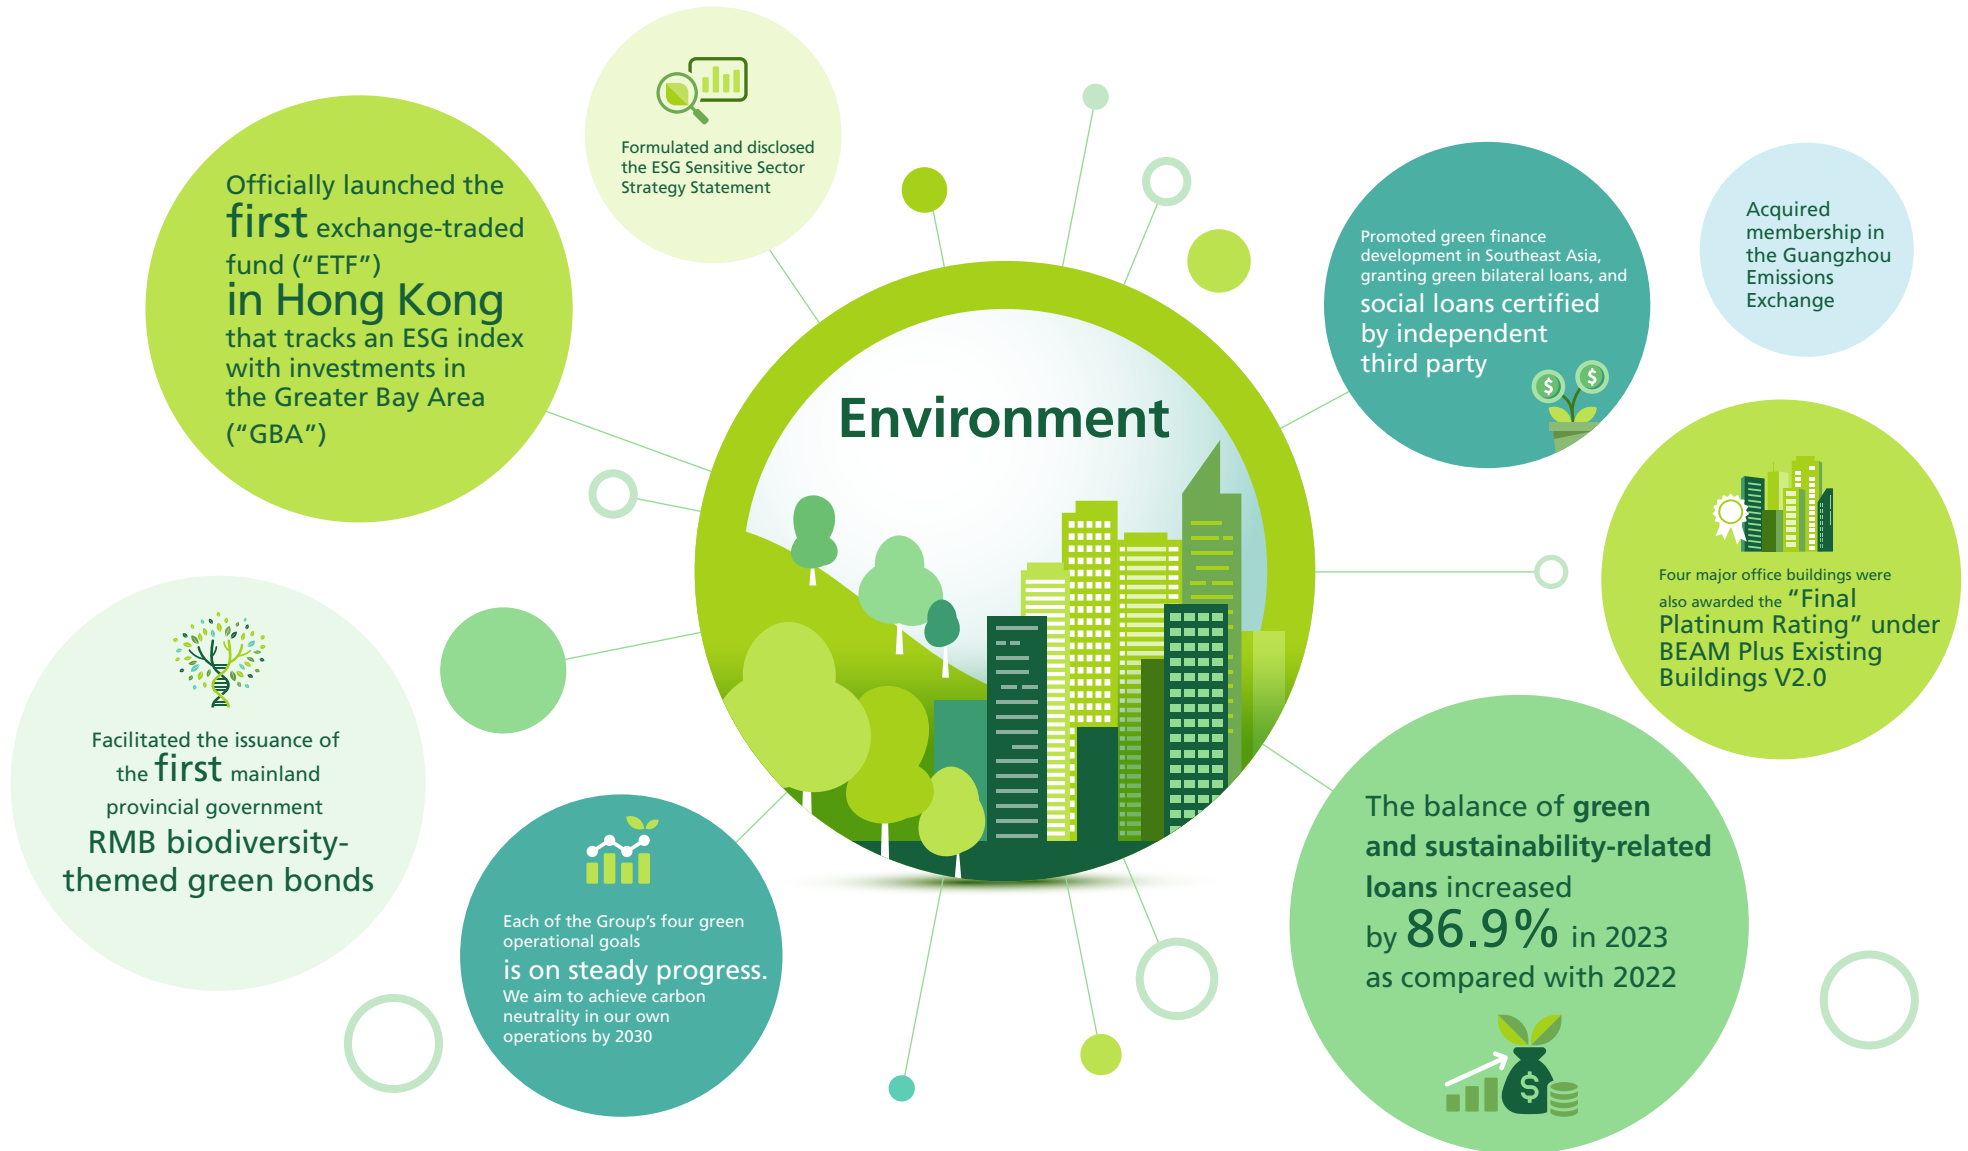 Formulated and disclosed
the ESG Sensitive Sector
Strategy Statement
Officially launched the
first exchange-traded
fund (“ETF”)
in Hong Kong
that tracks an ESG index
with investments in
the Greater Bay Area
(“GBA”)
Promoted green finance
development in Southeast Asia,
granting green bilateral loans, and
social loans certified
by independent
third party
Acquired
membership in
the Guangzhou
Emissions
Exchange
Environment
Four major office buildings were
also awarded the “Final
Platinum Rating” under
BEAM Plus Existing
Buildings V2.0
Facilitated the issuance of
the first mainland
provincial government
RMB biodiversity-
themed green bonds
Each of the Group’s four green
operational goals
is on steady progress.
We aim to achieve carbon
neutrality in our own
operations by 2030
The balance of green
and sustainability-related
loans increased
by 86.9% in 2023
as compared with 2022